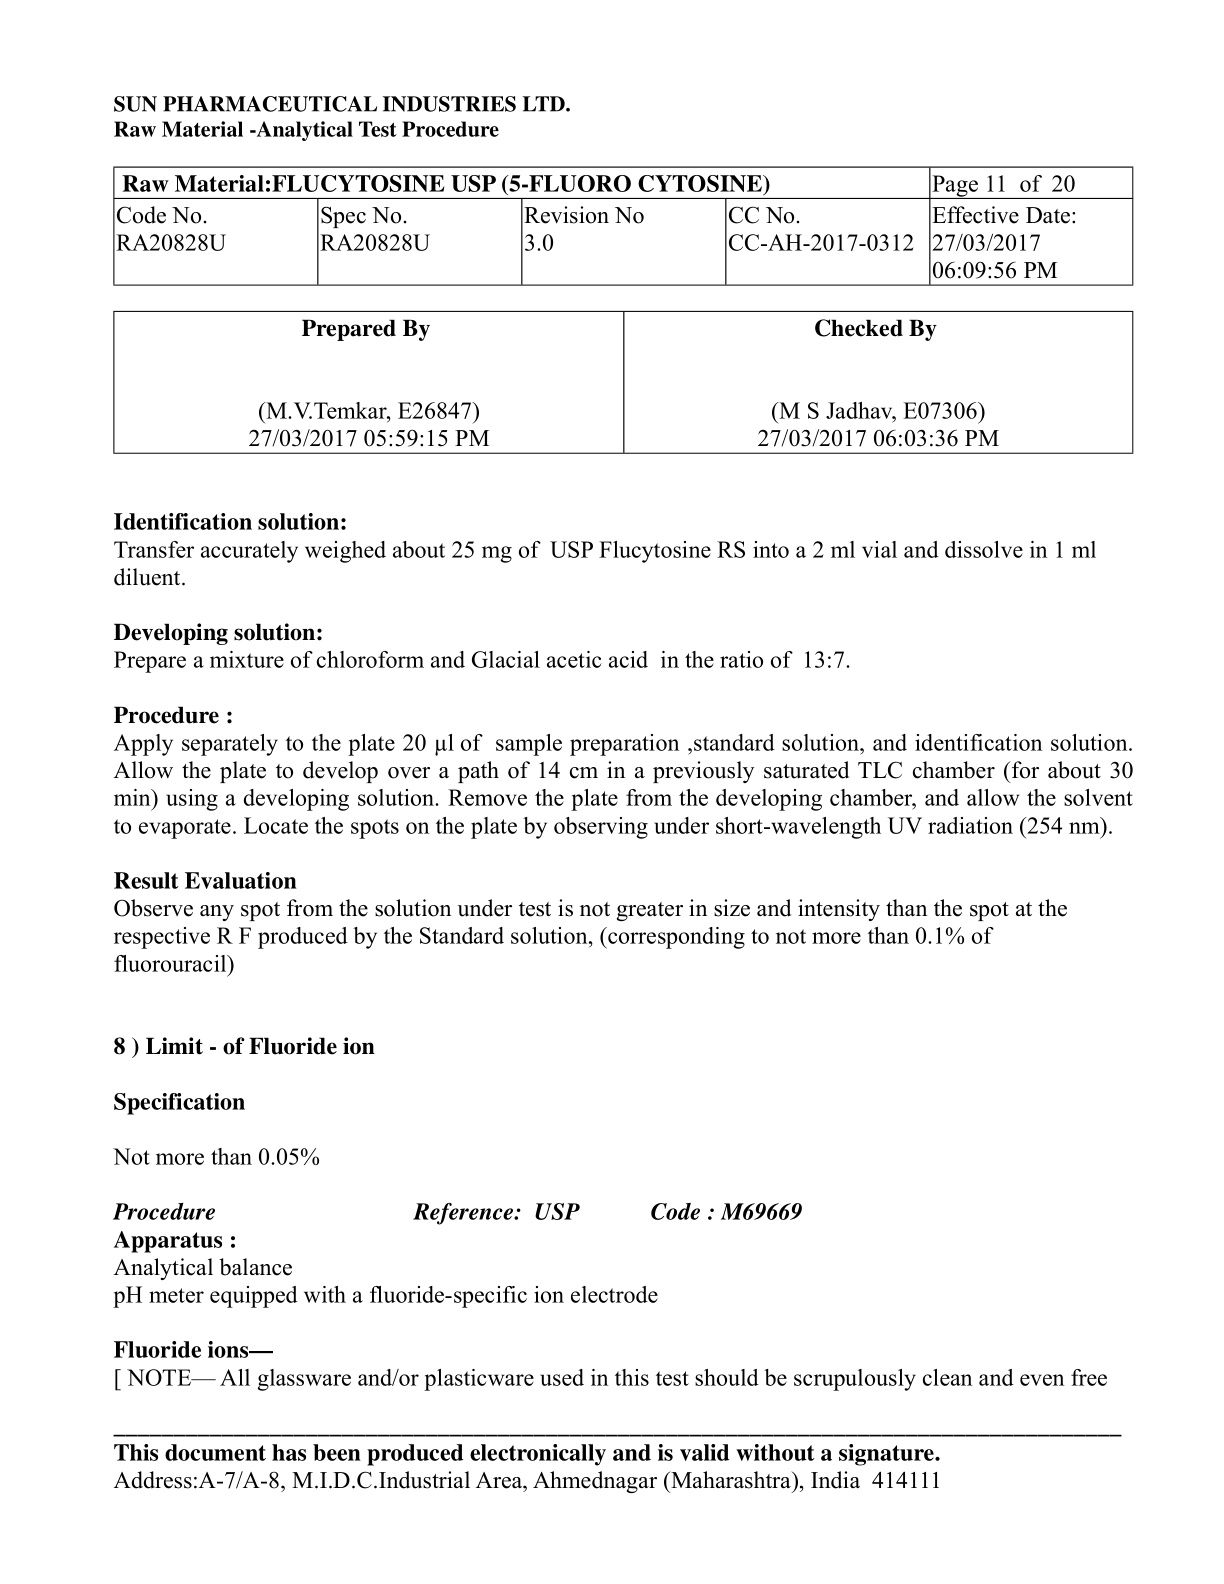 SUN PHARMACEUTICAL INDUSTRIES LTD.
Raw Material -Analytical Test Procedure
Raw Material:FLUCYTOSINE USP (5-FLUORO CYTOSINE)
Page 11 of 20
Code No.
RA20828U
Spec No.
RA20828U
Revision No
3.0
CC No.
CC-AH-2017-0312
Effective Date:
27/03/2017
06:09:56 PM
Prepared By
(M.V.Temkar, E26847)
27/03/2017 05:59:15 PM
Checked By
(M S Jadhav, E07306)
27/03/2017 06:03:36 PM
Identification solution:
Transfer accurately weighed about 25 mg of USP Flucytosine RS into a 2 ml vial and dissolve in 1 ml
diluent.
Developing solution:
Prepare a mixture of chloroform and Glacial acetic acid in the ratio of 13:7.
Procedure :
Apply separately to the plate 20 µl of sample preparation ,standard solution, and identification solution.
Allow the plate to develop over a path of 14 cm in a previously saturated TLC chamber (for about 30
min) using a developing solution. Remove the plate from the developing chamber, and allow the solvent
to evaporate. Locate the spots on the plate by observing under short-wavelength UV radiation (254 nm).
Result Evaluation
Observe any spot from the solution under test is not greater in size and intensity than the spot at the
respective R F produced by the Standard solution, (corresponding to not more than 0.1% of
fluorouracil)
8 ) Limit - of Fluoride ion
Specification
Not more than 0.05%
Procedure Reference: USP Code : M69669
Apparatus :
Analytical balance
pH meter equipped with a fluoride-specific ion electrode
Fluoride ions—
[ NOTE— All glassware and/or plasticware used in this test should be scrupulously clean and even free
This document has been produced electronically and is valid without a signature.
Address:A-7/A-8, M.I.D.C.Industrial Area, Ahmednagar (Maharashtra), India 414111